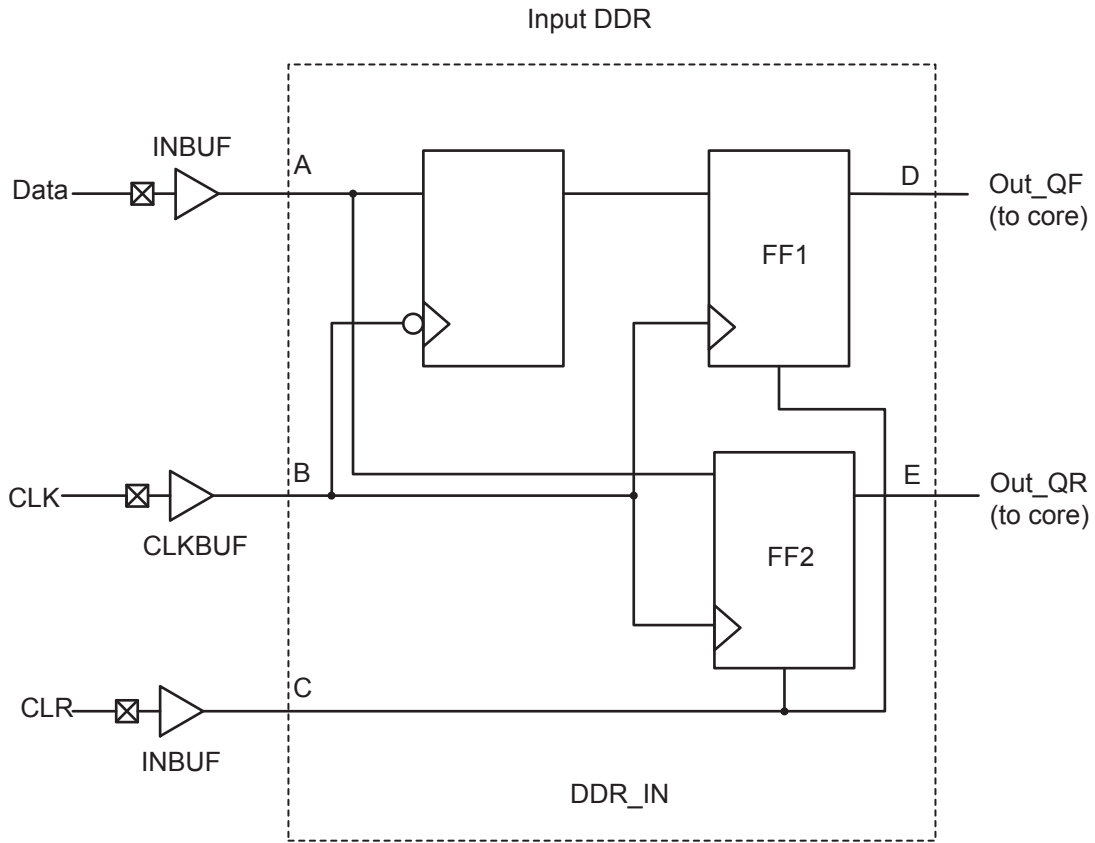 Input DDR
INBUF
A
Data
D
Out_QF
(to core)
FF1
B
CLK
CLKBUF
E
Out_QR
(to core)
FF2
C
CLR
INBUF
DDR_IN